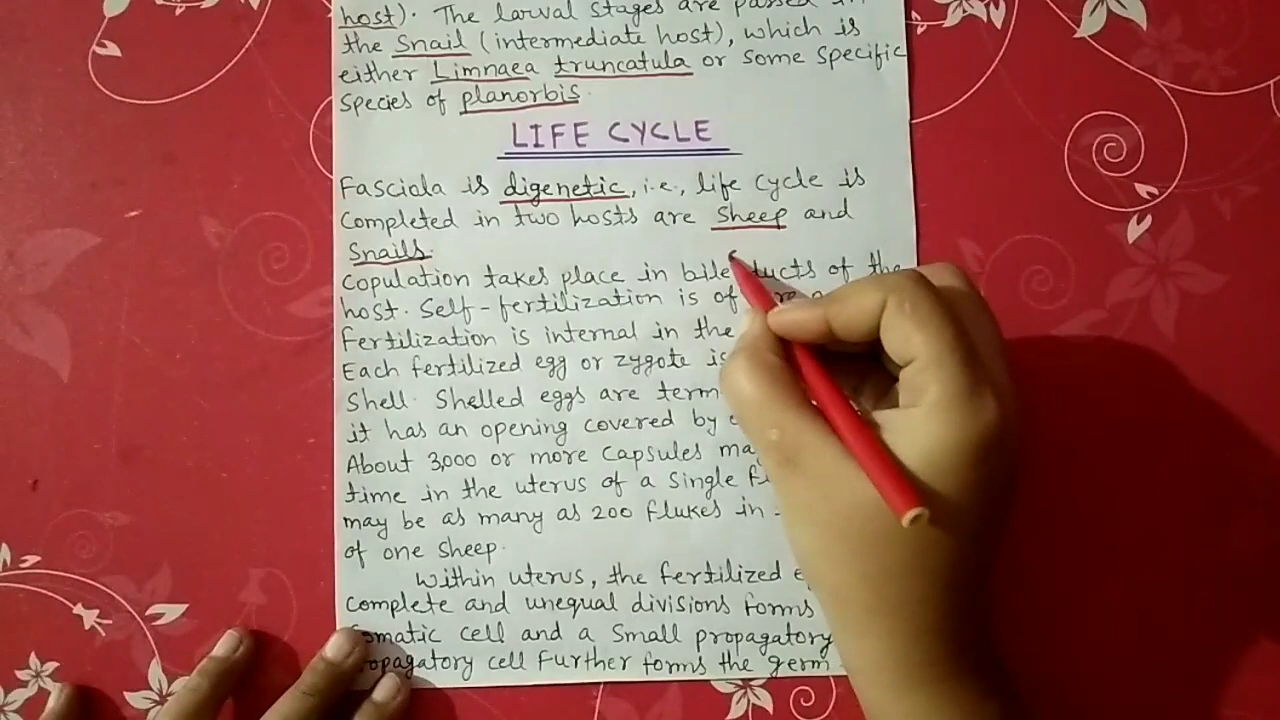 host). The larval stages are passed in
the Snail (intermediate host), which is
either Limnaea truncatula or some specific
species of planorbis.
LIFE CYCLE
Fasciola is digenetic, i.e., life cycle is
completed in two hosts are sheep and
Snails.
Copulation takes place in bile ducts of the
host. Self-fertilization is of
Fertilization is internal in the
Each fertilized egg or zygote is
Shell. Shelled eggs are term
it has an opening covered by
About 3,000 or more capsules
time in the uterus of a single
may be as many as 200 flukes in
of one sheep.
Within uterus, the fertilized
complete and unequal divisions forms
cell and a small propagatory
cell further forms the germ